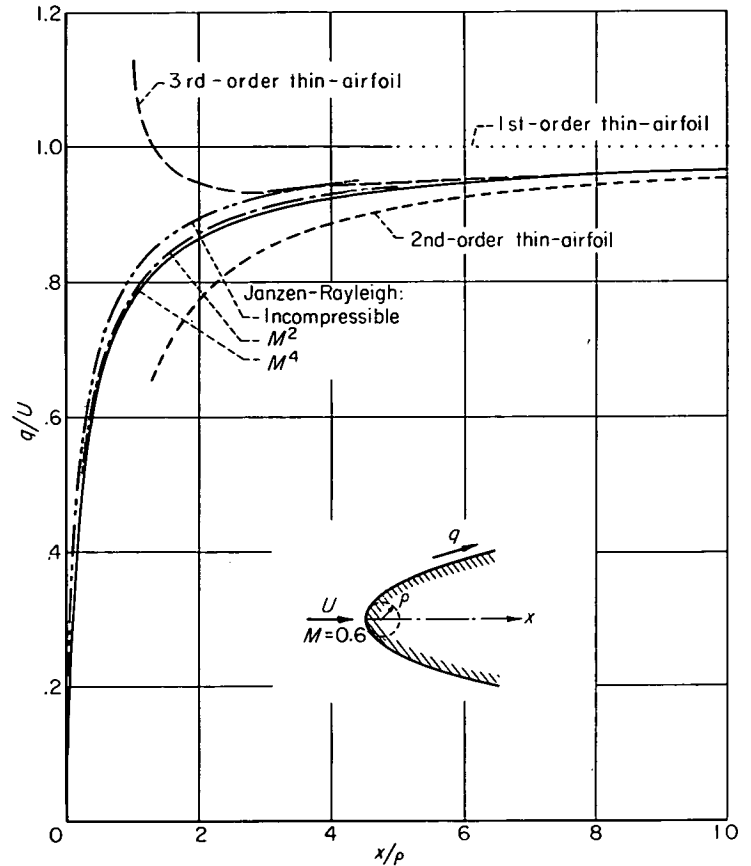 1.2
3rd-order thin-airfoil
1st-order thin-airfoil
1.0
2nd-order thin-airfoil
.8
Janzen-Rayleigh:
Incompressible
M²
M⁴
.6
q/U
.4
q
ρ
U
x
M=0.6
.2
0
2
4
6
8
10
x/ρ